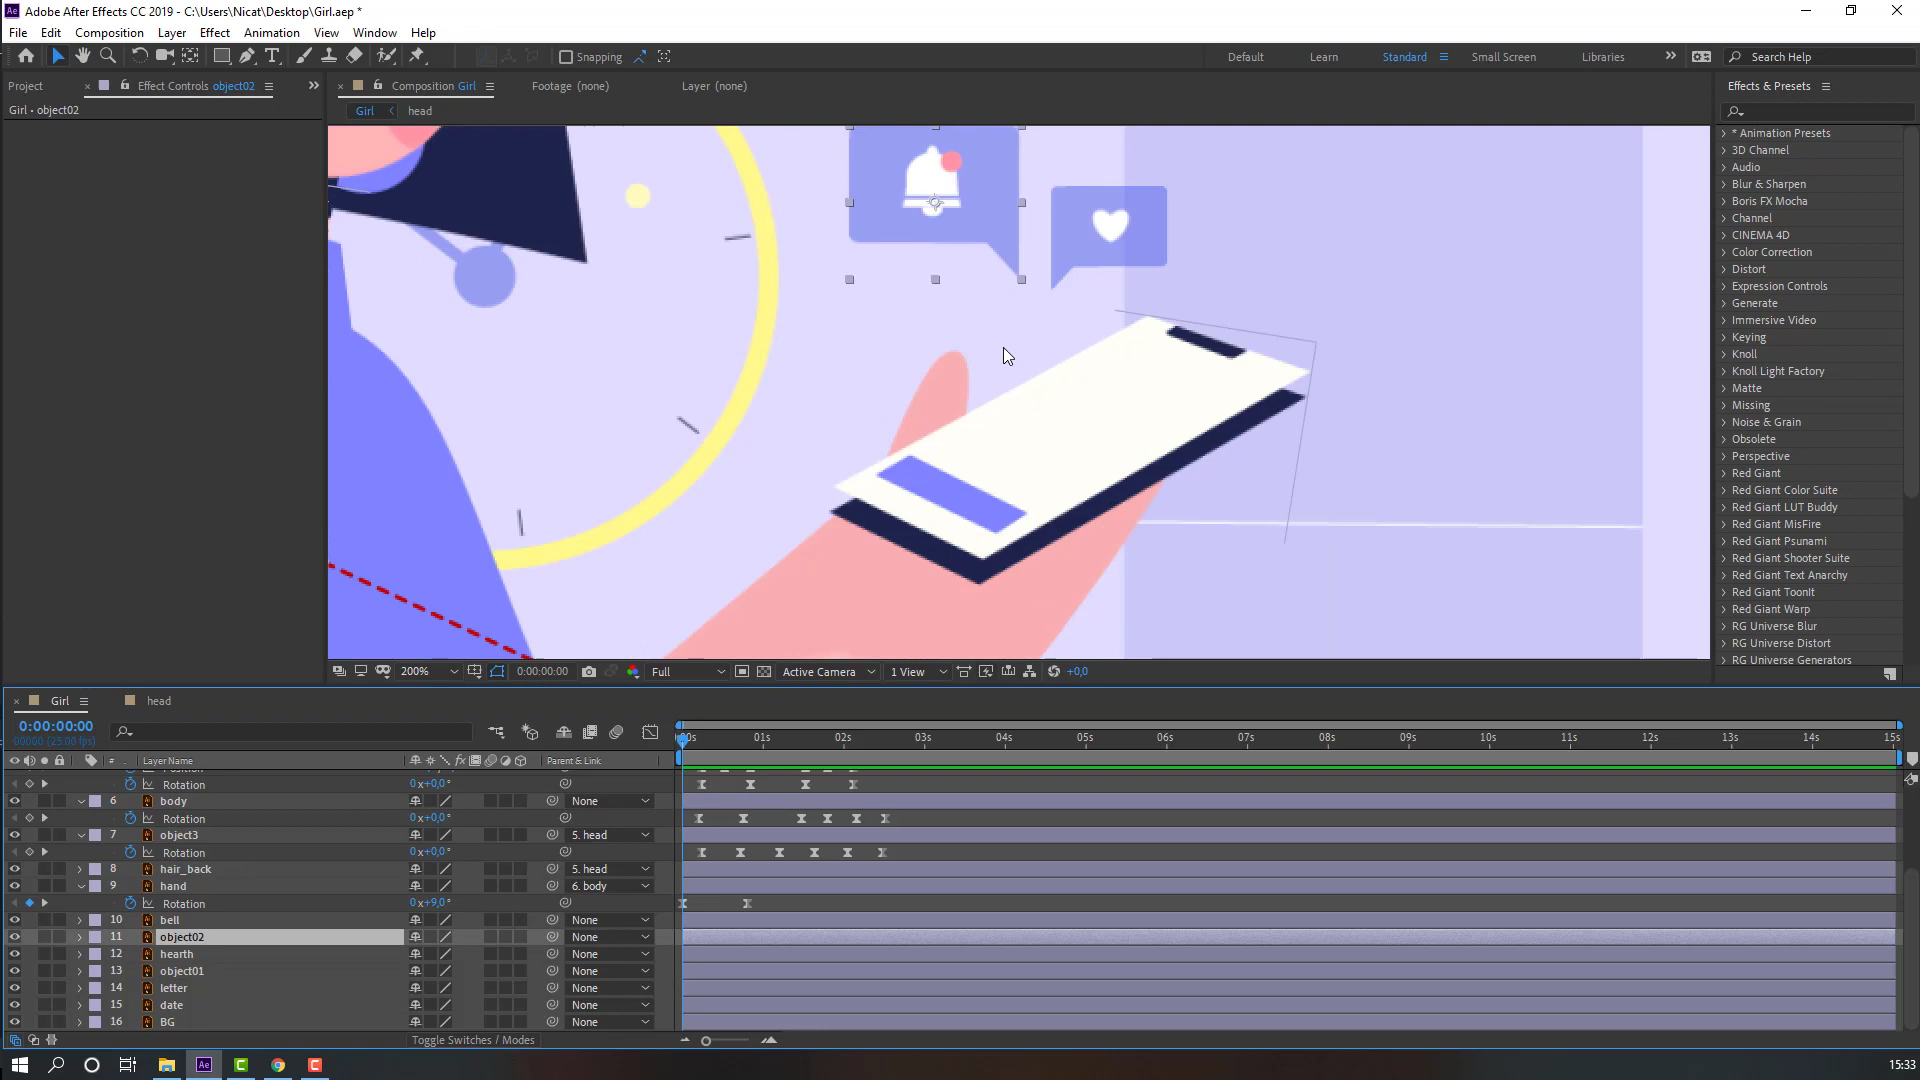 Adobe After Effects CC 2019 - C:\Users\Nicat\Desktop\Girl.aep *
File Edit Composition Layer Effect Animation View Window Help
Snapping Default Learn Standard Small Screen Libraries Search Help
Project Effect Controls object02 Composition Girl Footage (none) Layer (none) Effects & Presets
Girl • object02
Girl head
* Animation Presets
3D Channel
Audio
Blur & Sharpen
Boris FX Mocha
Channel
CINEMA 4D
Color Correction
Distort
Expression Controls
Generate
Immersive Video
Keying
Knoll
Knoll Light Factory
Matte
Missing
Noise & Grain
Obsolete
Perspective
Red Giant
Red Giant Color Suite
Red Giant LUT Buddy
Red Giant MisFire
Red Giant Psunami
Red Giant Shooter Suite
Red Giant Text Anarchy
Red Giant ToonIt
Red Giant Warp
RG Universe Blur
RG Universe Distort
RG Universe Generators
200% 0:00:00:00 Full Active Camera 1 View +0,0
Girl head
0:00:00:00
00000 (25.00 fps)
:00s 01s 02s 03s 04s 05s 06s 07s 08s 09s 10s 11s 12s 13s 14s 15s
# Layer Name Parent & Link
Rotation 0x+0,0°
6 body None
Rotation 0x+0,0°
7 object3 5. head
Rotation 0x+0,0°
8 hair_back 5. head
9 hand 6. body
Rotation 0x+9,0°
10 bell None
11 object02 None
12 hearth None
13 object01 None
14 letter None
15 date None
16 BG None
Toggle Switches / Modes
15:33